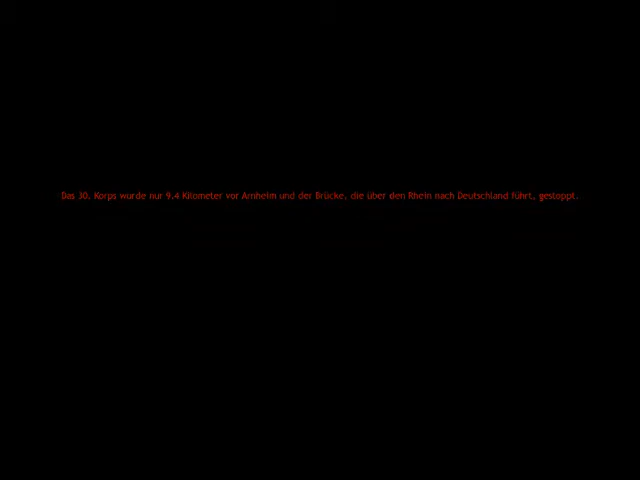 Das 30. Korps wurde nur 9,4 Kilometer vor Arnheim und der Brücke, die über den Rhein nach Deutschland führt, gestoppt.